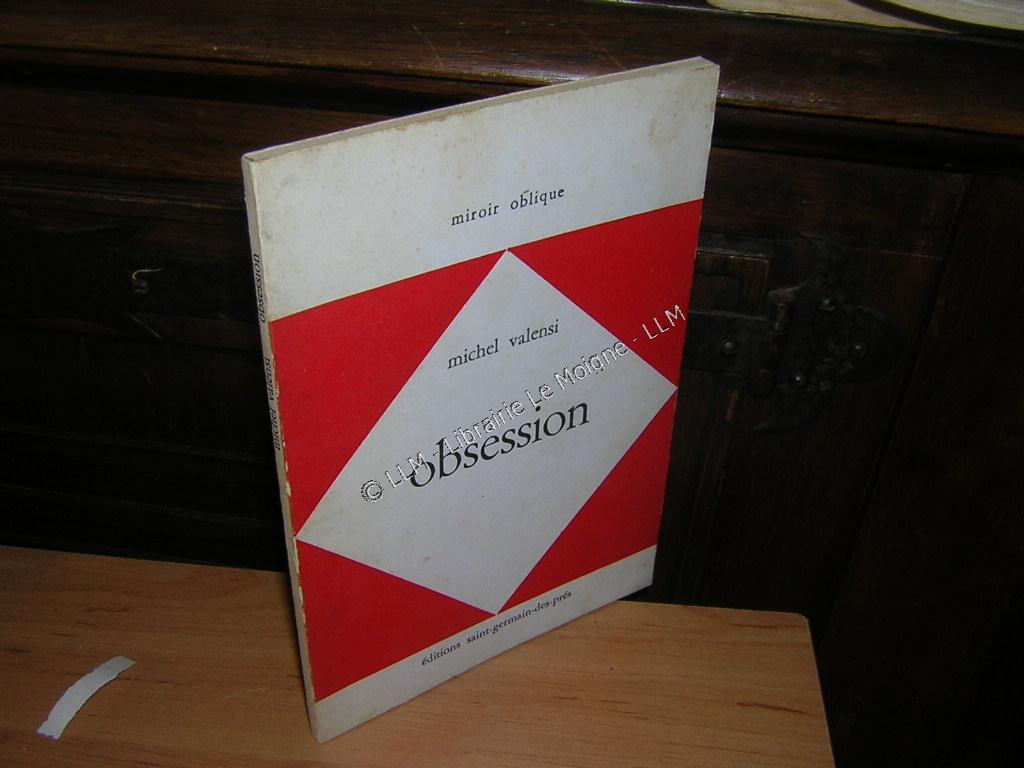 miroir oblique
michel valensi
obsession
éditions saint-germain-des-prés
obsession
michel valensi
© LLM - Librairie Le Moigne - LLM